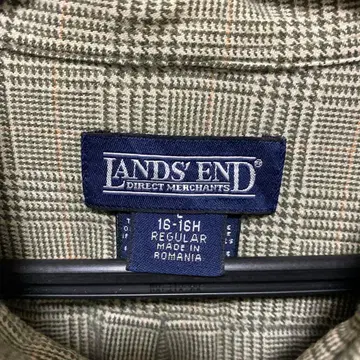 LANDS' END®
DIRECT MERCHANTS
L
16-16H
REGULAR
MADE IN
ROMANIA